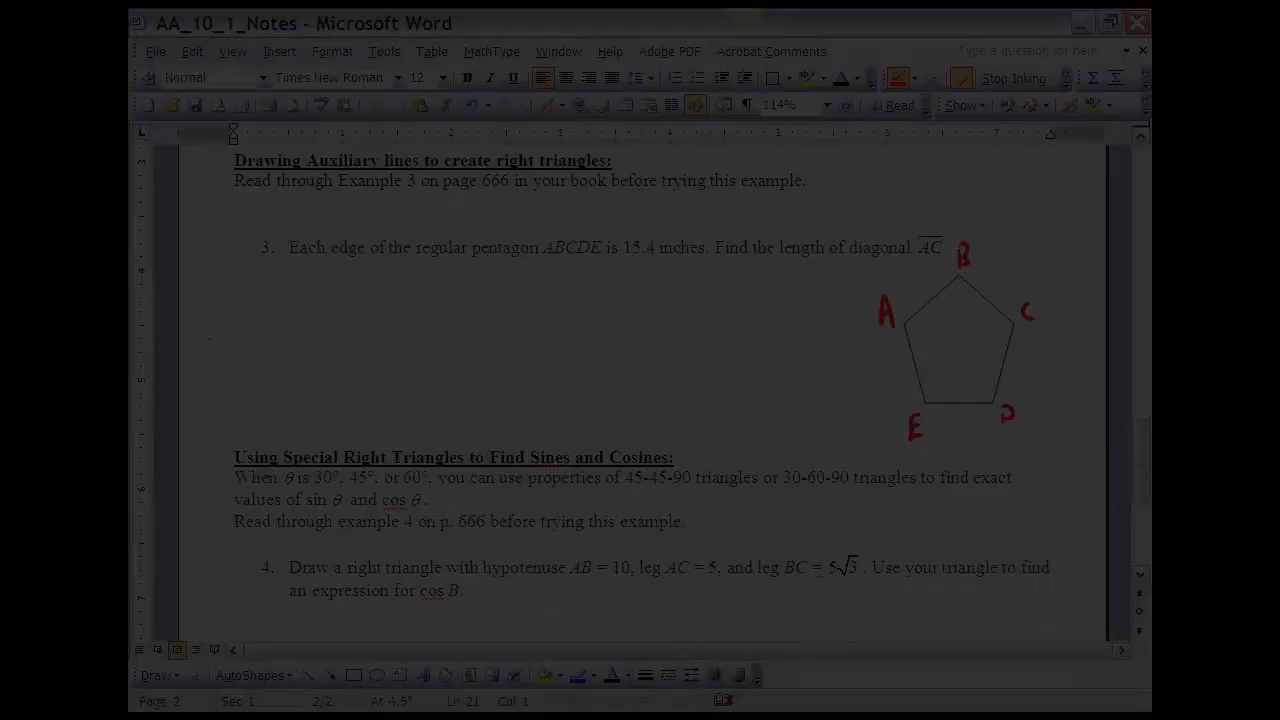 AA_10_1_Notes - Microsoft Word
File Edit View Insert Format Tools Table MathType Window Help Adobe PDF Acrobat Comments Type a question for help
Normal Times New Roman 12 B I U Stop Inking Σ Σ
114% Read Show
1 2 3 5 6 7
Drawing Auxiliary lines to create right triangles:
Read through Example 3 on page 666 in your book before trying this example.
3. Each edge of the regular pentagon ABCDE is 15.4 inches. Find the length of diagonal A̅C̅
B
A C
E D
Using Special Right Triangles to Find Sines and Cosines:
When θ is 30°, 45°, or 60°, you can use properties of 45-45-90 triangles or 30-60-90 triangles to find exact
values of sin θ and cos θ.
Read through example 4 on p. 666 before trying this example.
4. Draw a right triangle with hypotenuse AB = 10, leg AC = 5, and leg BC = 5√3. Use your triangle to find
an expression for cos B.
Draw AutoShapes
Page 2 Sec 1 2/2 At 4.5" Ln 21 Col 1